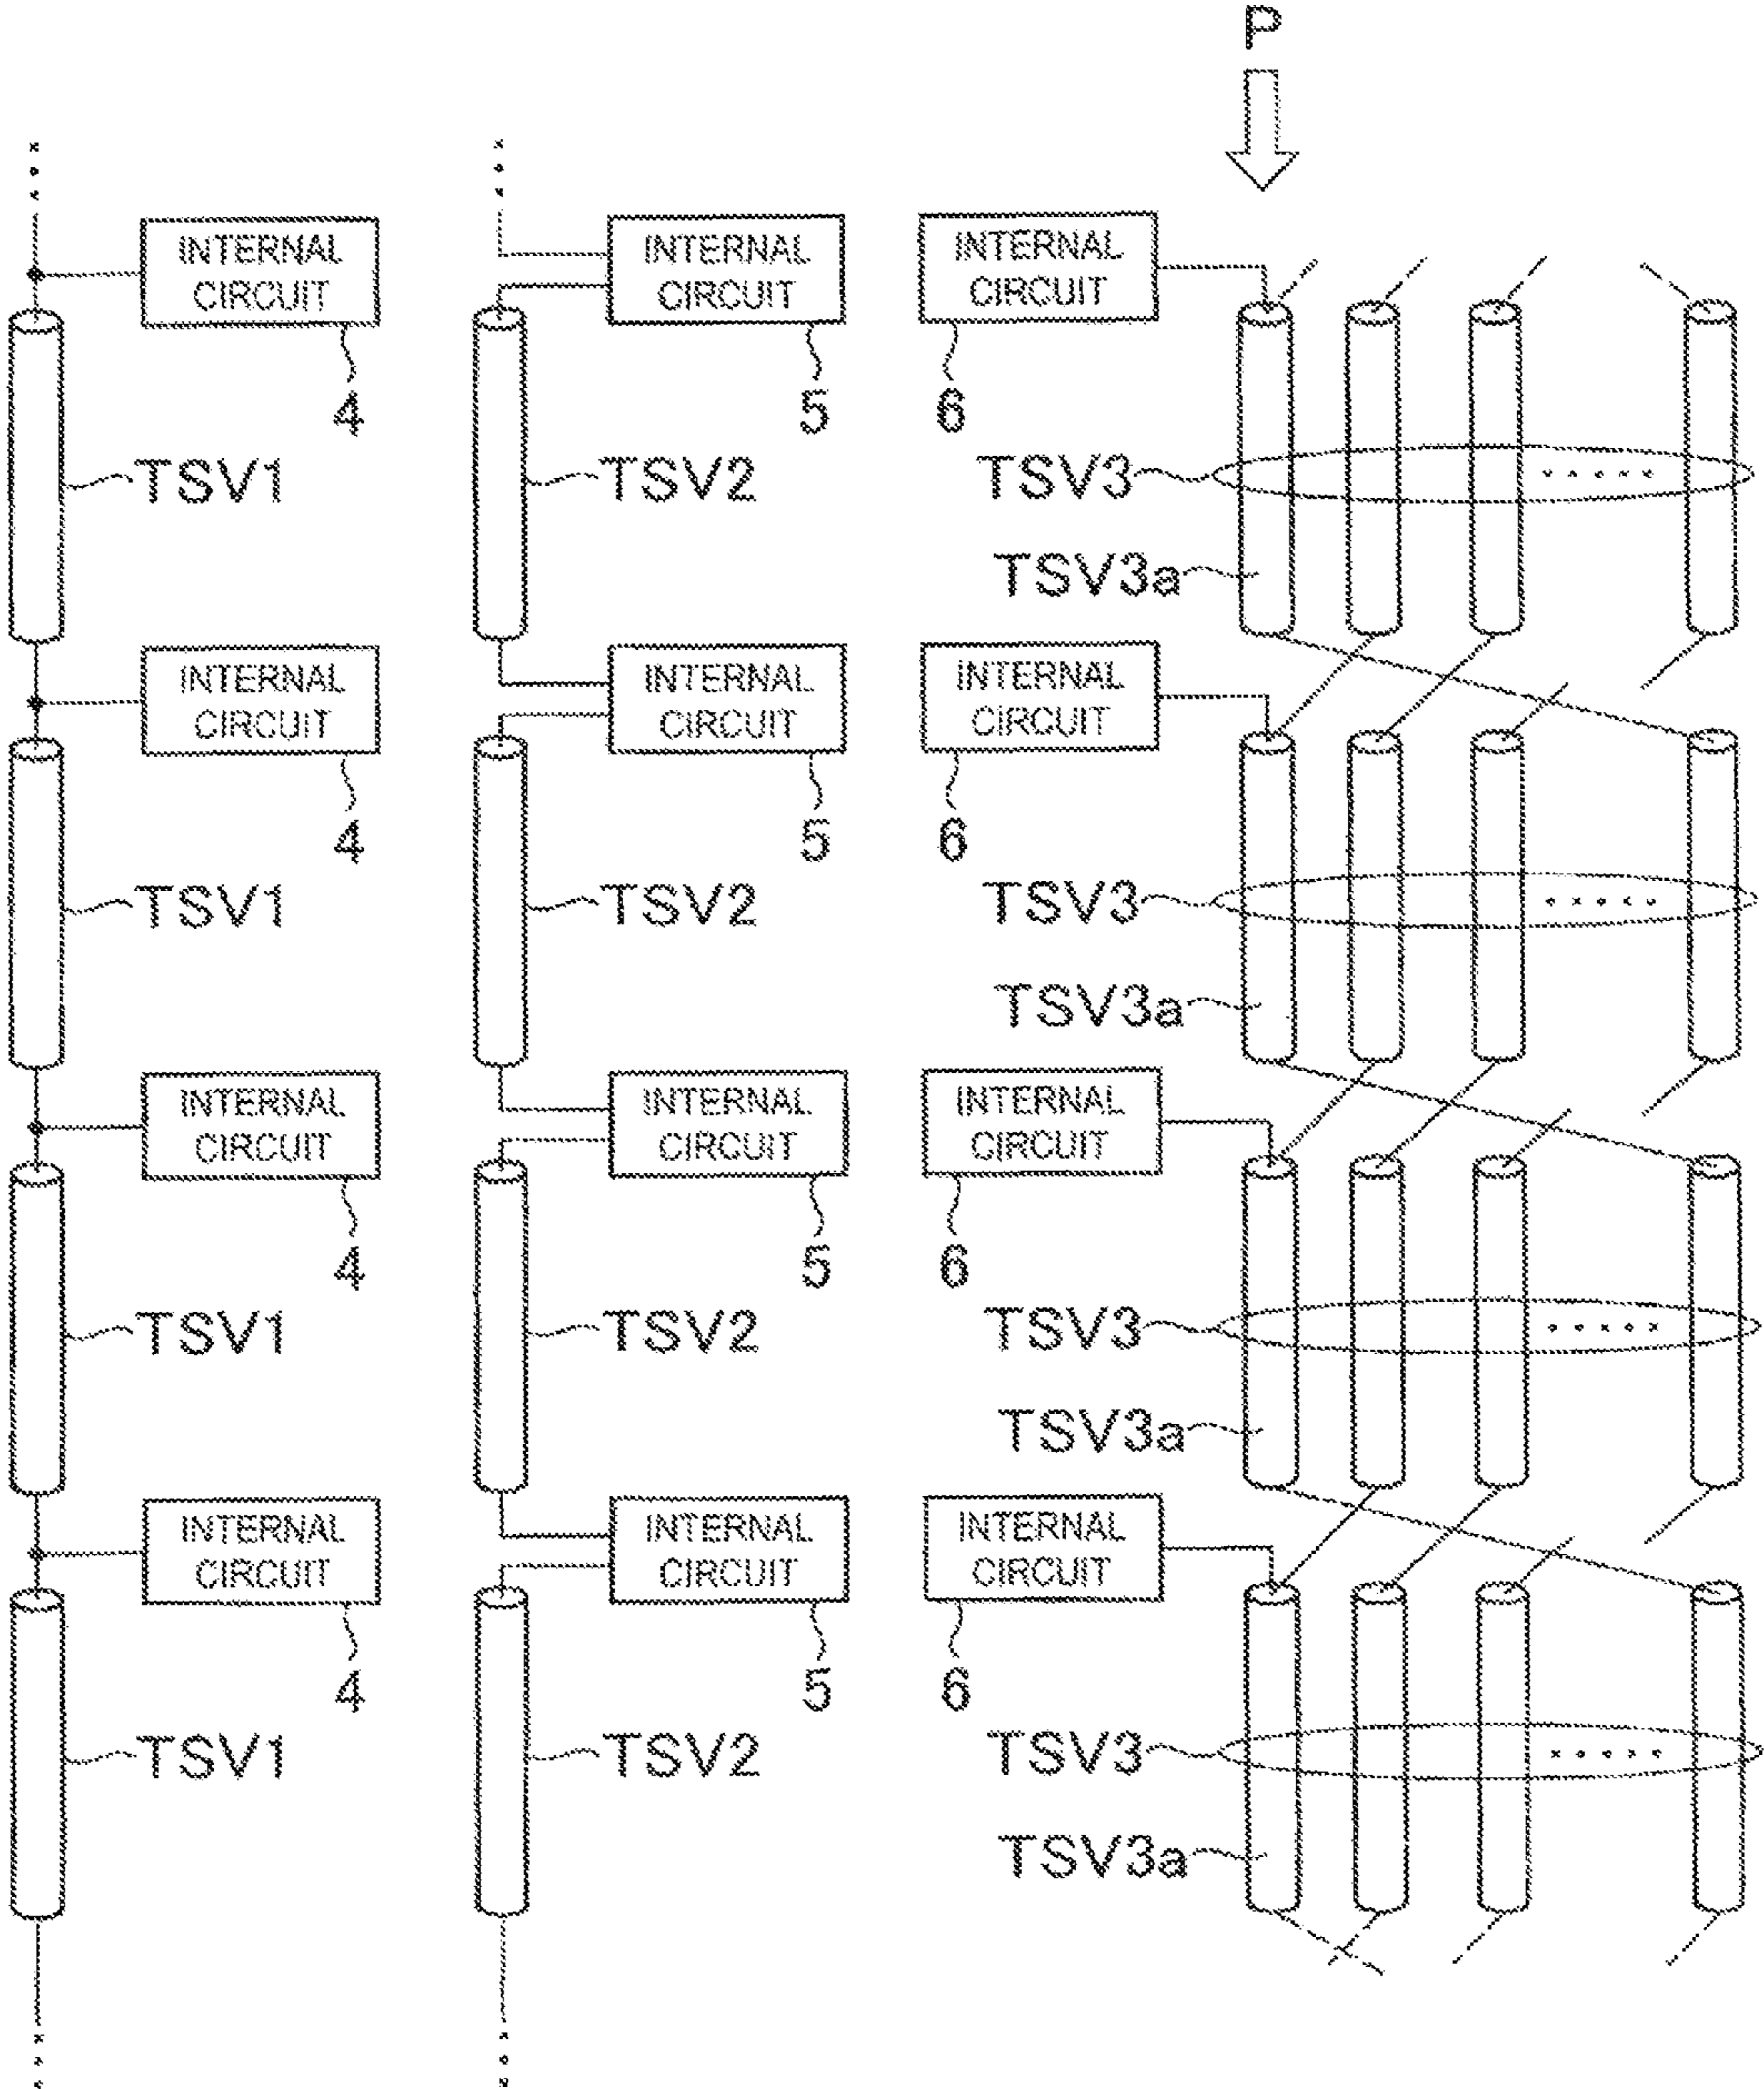 P
INTERNAL CIRCUIT
4
INTERNAL CIRCUIT
5
INTERNAL CIRCUIT
6
TSV1
TSV2
TSV3
TSV3a
INTERNAL CIRCUIT
4
INTERNAL CIRCUIT
5
INTERNAL CIRCUIT
6
TSV1
TSV2
TSV3
TSV3a
INTERNAL CIRCUIT
4
INTERNAL CIRCUIT
5
INTERNAL CIRCUIT
6
TSV1
TSV2
TSV3
TSV3a
INTERNAL CIRCUIT
4
INTERNAL CIRCUIT
5
INTERNAL CIRCUIT
6
TSV1
TSV2
TSV3
TSV3a